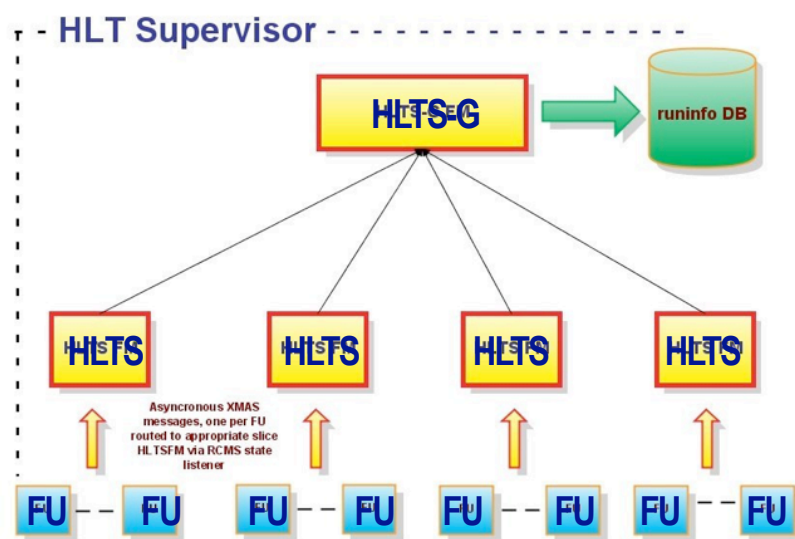 HLT Supervisor
HLTS-G
runinfo DB
HLTS HLTS HLTS HLTS
Asyncronous XMAS
messages, one per FU
routed to appropriate slice
HLTSFM via RCMS state
listener
FU FU FU FU FU FU FU FU